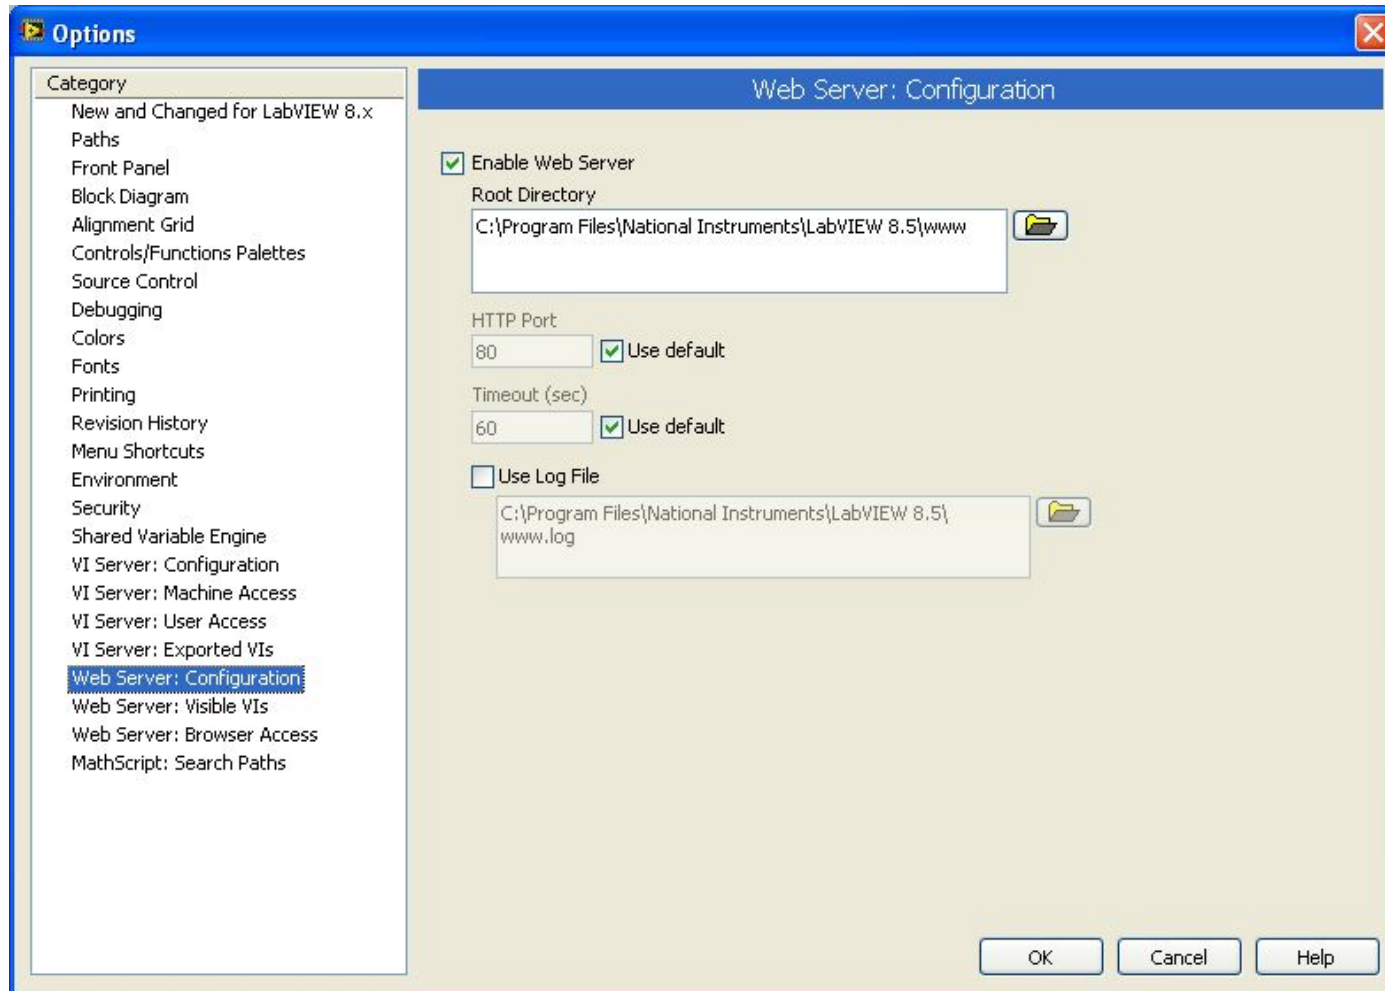 Options
Category
New and Changed for LabVIEW 8.x
Paths
Front Panel
Block Diagram
Alignment Grid
Controls/Functions Palettes
Source Control
Debugging
Colors
Fonts
Printing
Revision History
Menu Shortcuts
Environment
Security
Shared Variable Engine
VI Server: Configuration
VI Server: Machine Access
VI Server: User Access
VI Server: Exported VIs
Web Server: Configuration
Web Server: Visible VIs
Web Server: Browser Access
MathScript: Search Paths
Web Server: Configuration
Enable Web Server
Root Directory
C:\Program Files\National Instruments\LabVIEW 8.5\www
HTTP Port
80
Use default
Timeout (sec)
60
Use default
Use Log File
C:\Program Files\National Instruments\LabVIEW 8.5\
www.log
OK
Cancel
Help